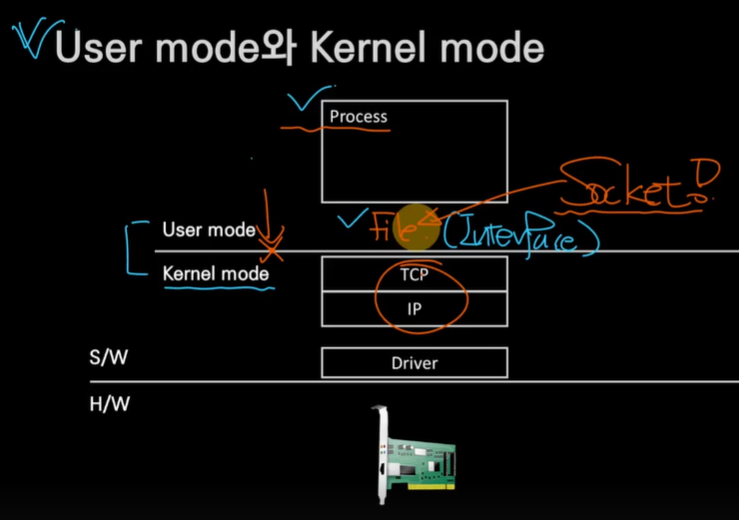 User mode와 Kernel mode
Process
Socket
File (Interface)
User mode
Kernel mode
TCP
IP
S/W
Driver
H/W